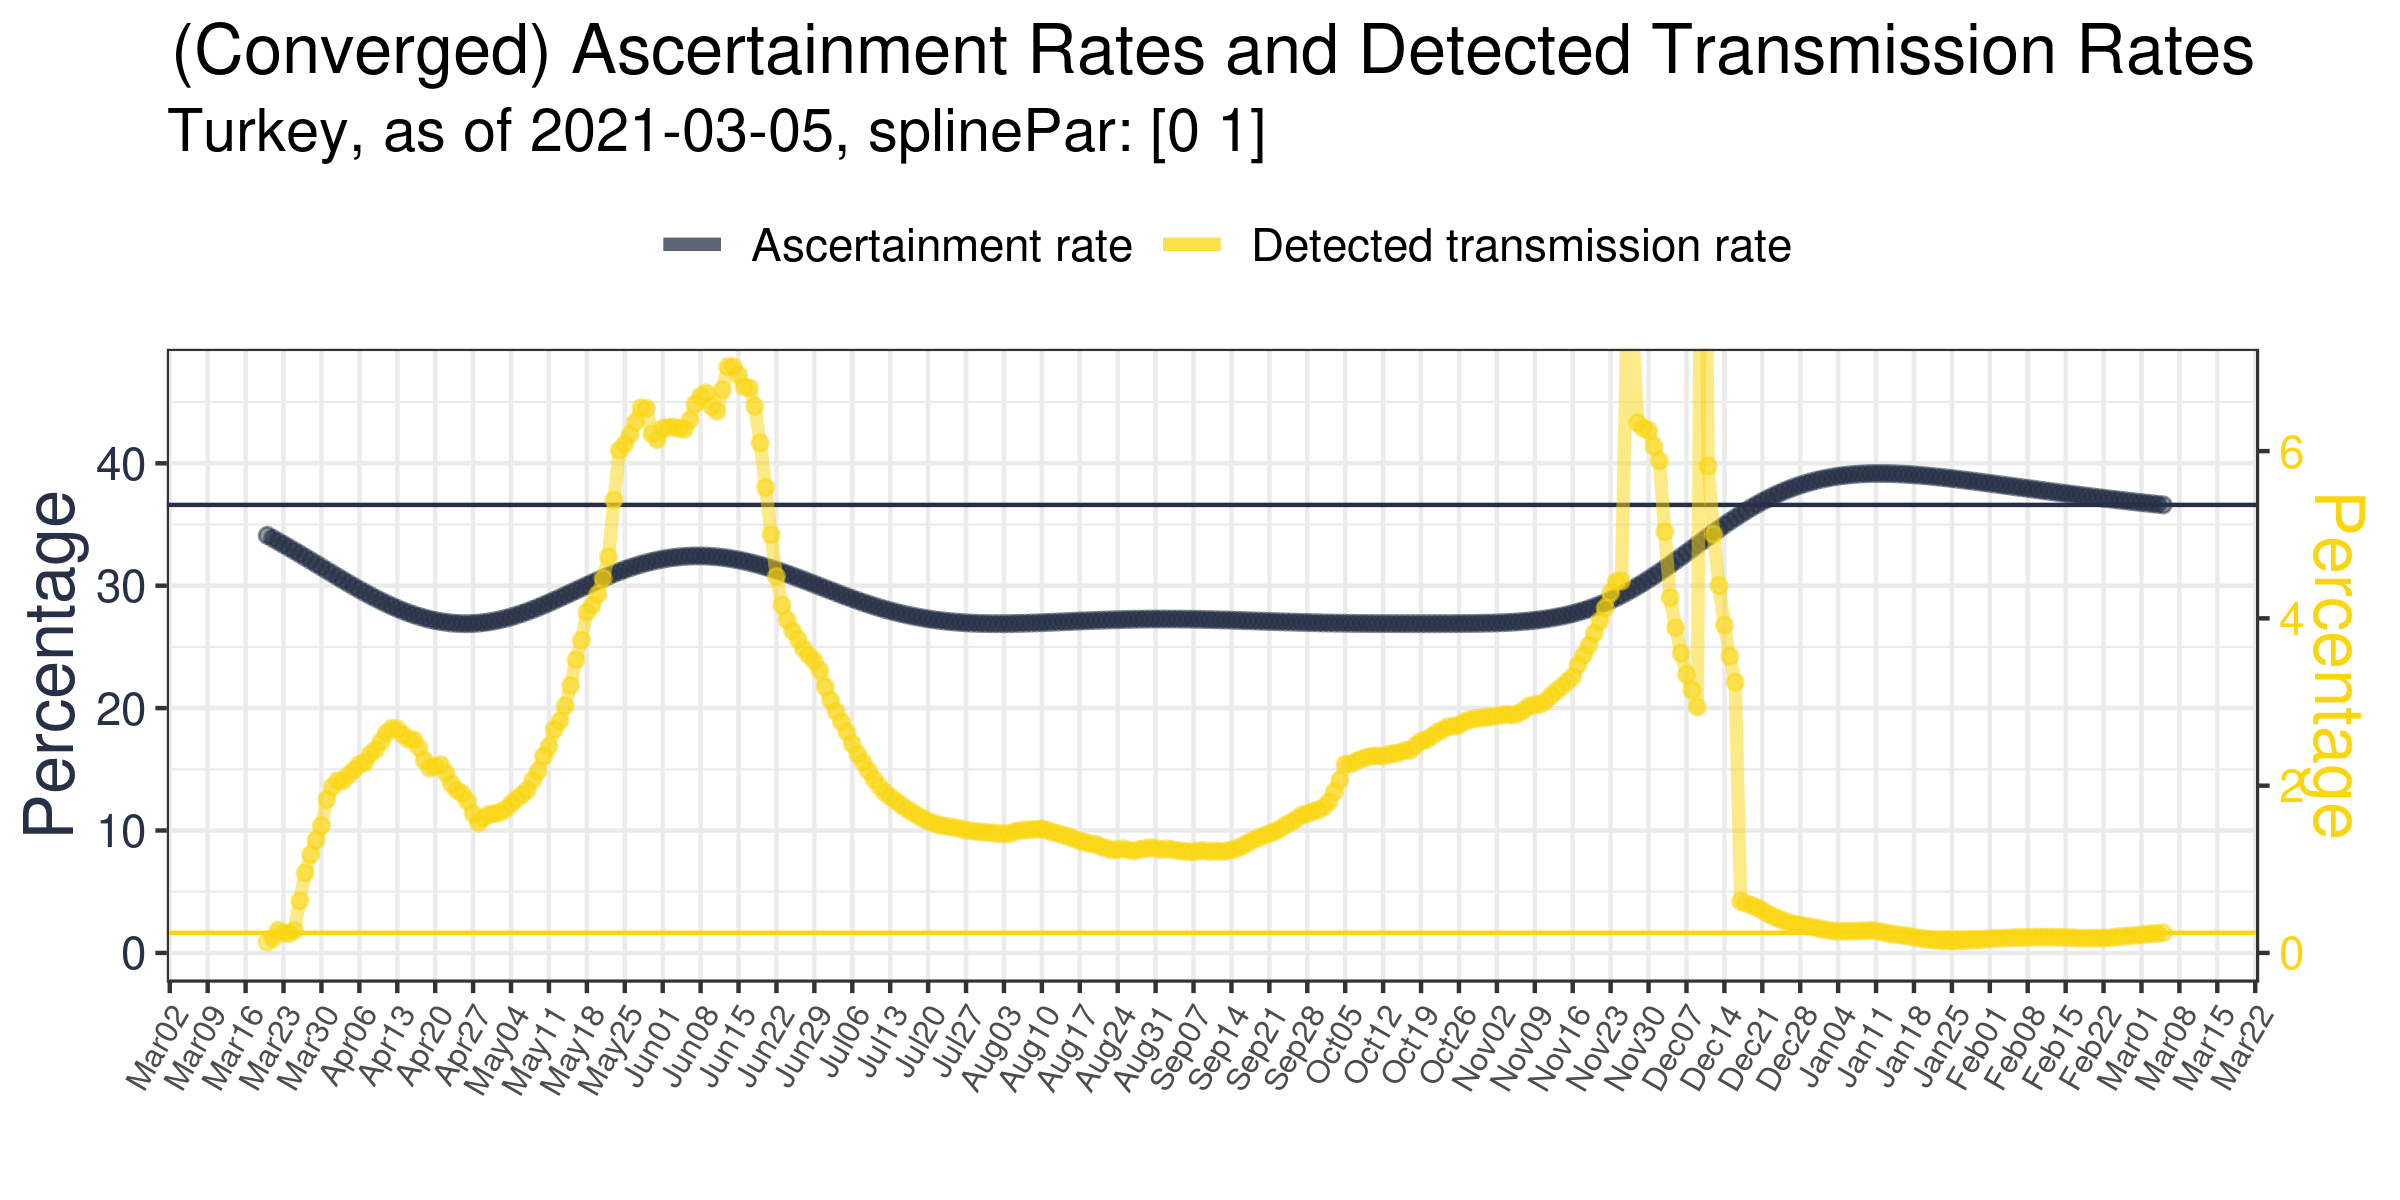 (Converged) Ascertainment Rates and Detected Transmission Rates
Turkey, as of 2021-03-05, splinePar: [0 1]
Ascertainment rate
Detected transmission rate
Percentage
40
30
20
10
0
6
4
2
0
Percentage
Mar02
Mar09
Mar16
Mar23
Mar30
Apr06
Apr13
Apr20
Apr27
May04
May11
May18
May25
Jun01
Jun08
Jun15
Jun22
Jun29
Jul06
Jul13
Jul20
Jul27
Aug03
Aug10
Aug17
Aug24
Aug31
Sep07
Sep14
Sep21
Sep28
Oct05
Oct12
Oct19
Oct26
Nov02
Nov09
Nov16
Nov23
Nov30
Dec07
Dec14
Dec21
Dec28
Jan04
Jan11
Jan18
Jan25
Feb01
Feb08
Feb15
Feb22
Mar01
Mar08
Mar15
Mar22